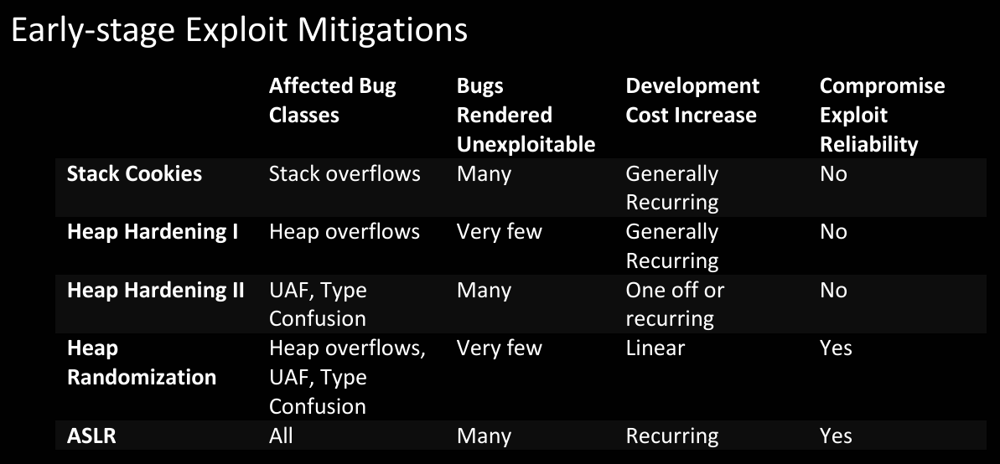 Early-stage Exploit Mitigations
Affected Bug Classes | Bugs Rendered Unexploitable | Development Cost Increase | Compromise Exploit Reliability
Stack Cookies | Stack overflows | Many | Generally Recurring | No
Heap Hardening I | Heap overflows | Very few | Generally Recurring | No
Heap Hardening II | UAF, Type Confusion | Many | One off or recurring | No
Heap Randomization | Heap overflows, UAF, Type Confusion | Very few | Linear | Yes
ASLR | All | Many | Recurring | Yes